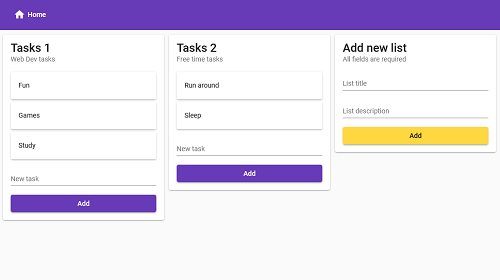 Home
Tasks 1
Web Dev tasks
Fun
Games
Study
New task
Add
Tasks 2
Free time tasks
Run around
Sleep
New task
Add
Add new list
All fields are required
List title
List description
Add